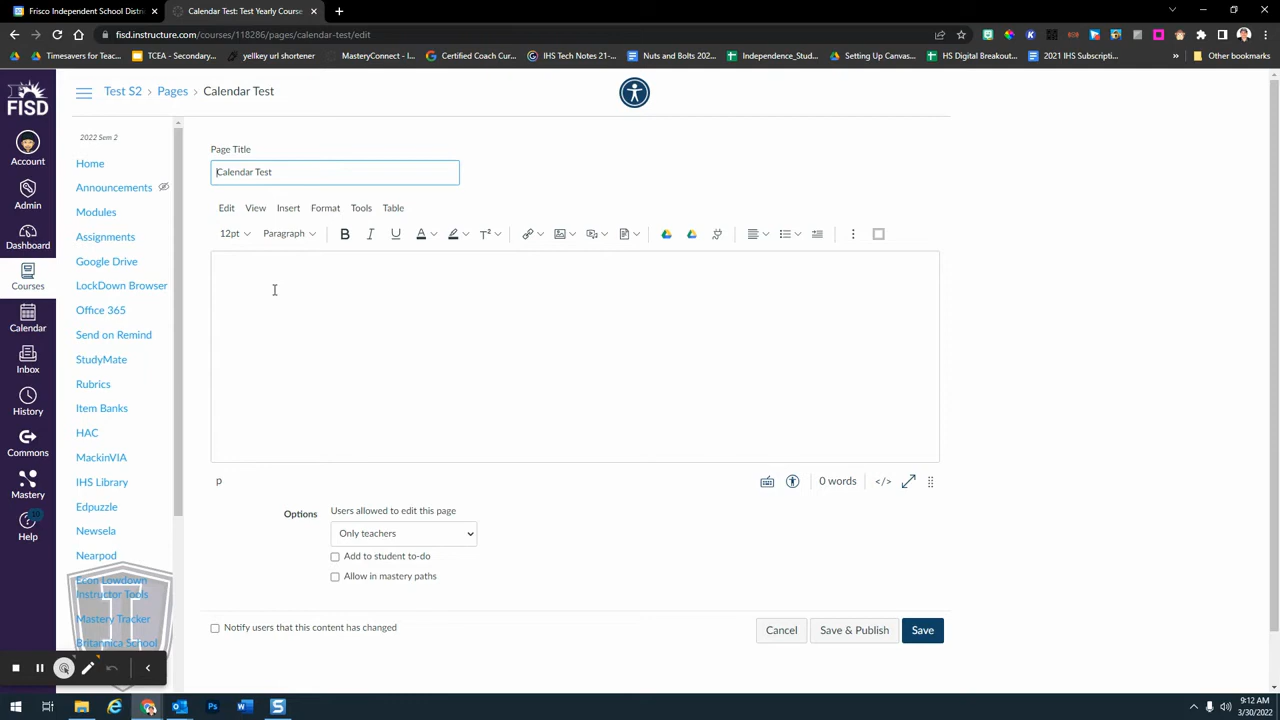 Frisco Independent School Distri
Calendar Test: Test Yearly Course
fisd.instructure.com/courses/118286/pages/calendar-test/edit
Timesavers for Teac...
TCEA - Secondary...
yellkey url shortener
MasteryConnect - I...
Certified Coach Curr...
IHS Tech Notes 21-...
Nuts and Bolts 202...
Independent_Stud...
Setting Up Canvas...
HS Digital Breakout...
2021 IHS Subscripti...
»
Other bookmarks
FISD
Account
Admin
Dashboard
Courses
Calendar
Inbox
History
Commons
Mastery
10
Help
Test S2 > Pages > Calendar Test
2022 Sem 2
Home
Announcements
Modules
Assignments
Google Drive
LockDown Browser
Office 365
Send on Remind
StudyMate
Rubrics
Item Banks
HAC
MackinVIA
IHS Library
Edpuzzle
Newsela
Nearpod
Econ Lowdown
Instructor Tools
Mastery Tracker
Britannica School
Page Title
Calendar Test
Edit View Insert Format Tools Table
12pt Paragraph B I U A T²
p
0 words </>
Options
Users allowed to edit this page
Only teachers
Add to student to-do
Allow in mastery paths
Notify users that this content has changed
Cancel
Save & Publish
Save
9:12 AM
3/30/2022